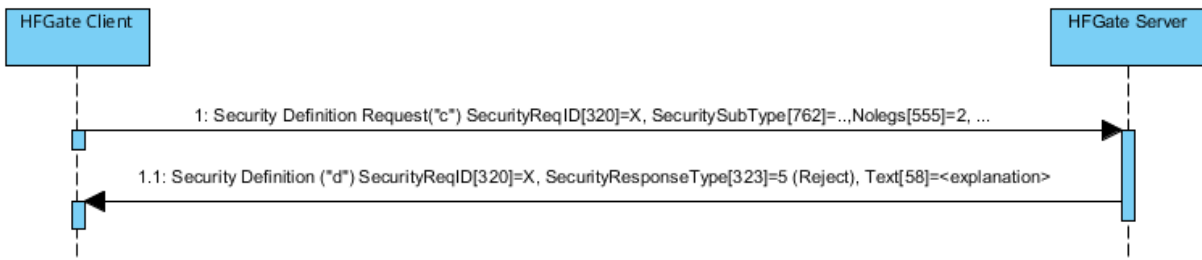 HFGate Client
HFGate Server
1: Security Definition Request("c") SecurityReqID[320]=X, SecuritySubType[762]=..,Nolegs[555]=2, ...
1.1: Security Definition ("d") SecurityReqID[320]=X, SecurityResponseType[323]=5 (Reject), Text[58]=<explanation>